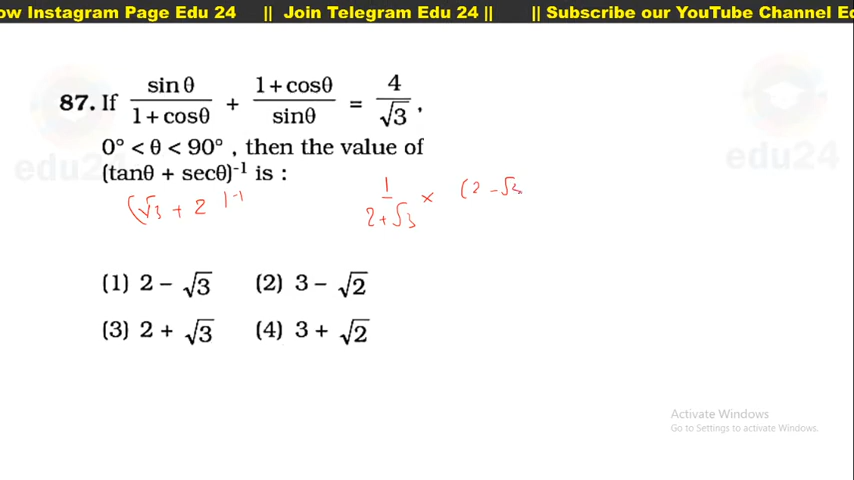 ow Instagram Page Edu 24 || Join Telegram Edu 24 || || Subscribe our YouTube Channel Ed
87. If sinθ/(1+cosθ) + (1+cosθ)/sinθ = 4/√3 ,
0° < θ < 90° , then the value of
(tanθ + secθ)⁻¹ is :
(√3 + 2)⁻¹ 1/(2+√3) × (2-√3
(1) 2 – √3 (2) 3 – √2
(3) 2 + √3 (4) 3 + √2
edu24
edu24
Activate Windows
Go to Settings to activate Windows.